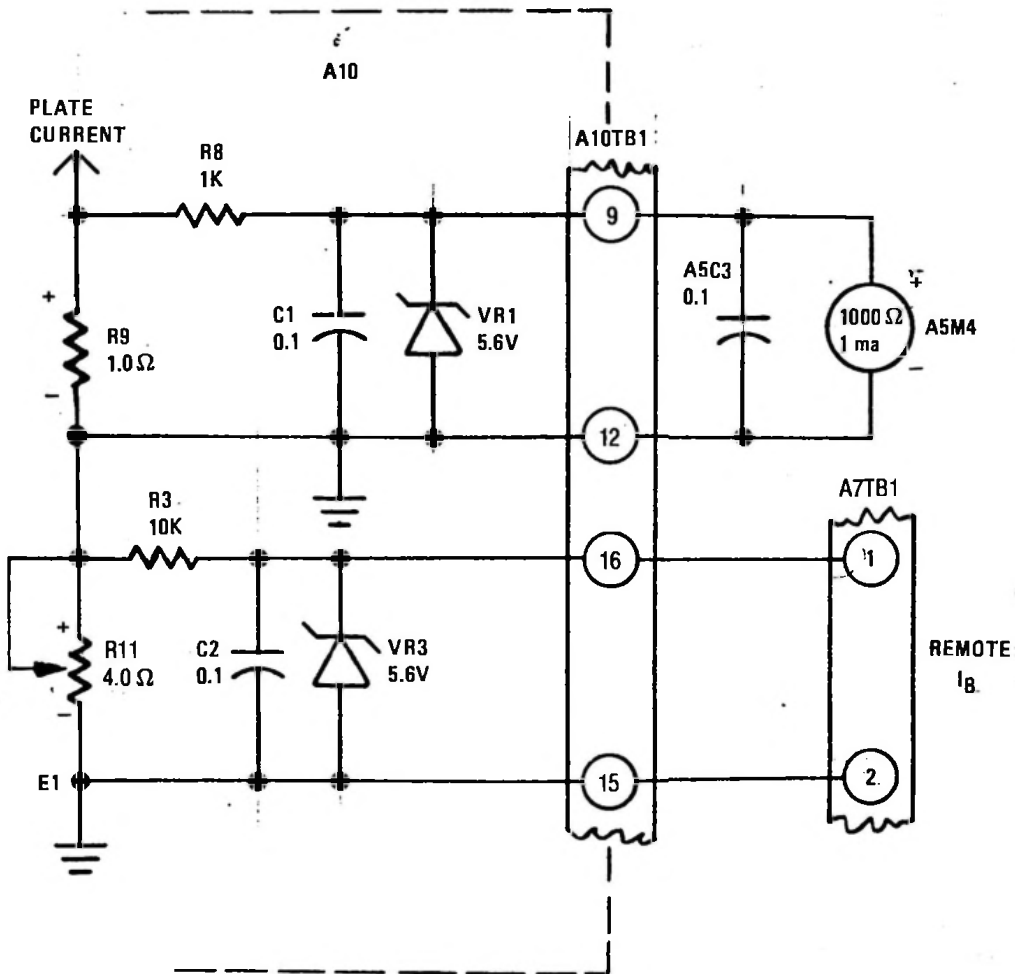 A10
PLATE
CURRENT
R8
1K
A10TB1
9
A5C3
0.1
+
1000 Ω
1 ma
A5M4
−
+
R9
1.0 Ω
−
C1
0.1
VR1
5.6V
12
R3
10K
16
A7TB1
1
+
R11
4.0 Ω
−
C2
0.1
VR3
5.6V
REMOTE
IB
E1
15
2